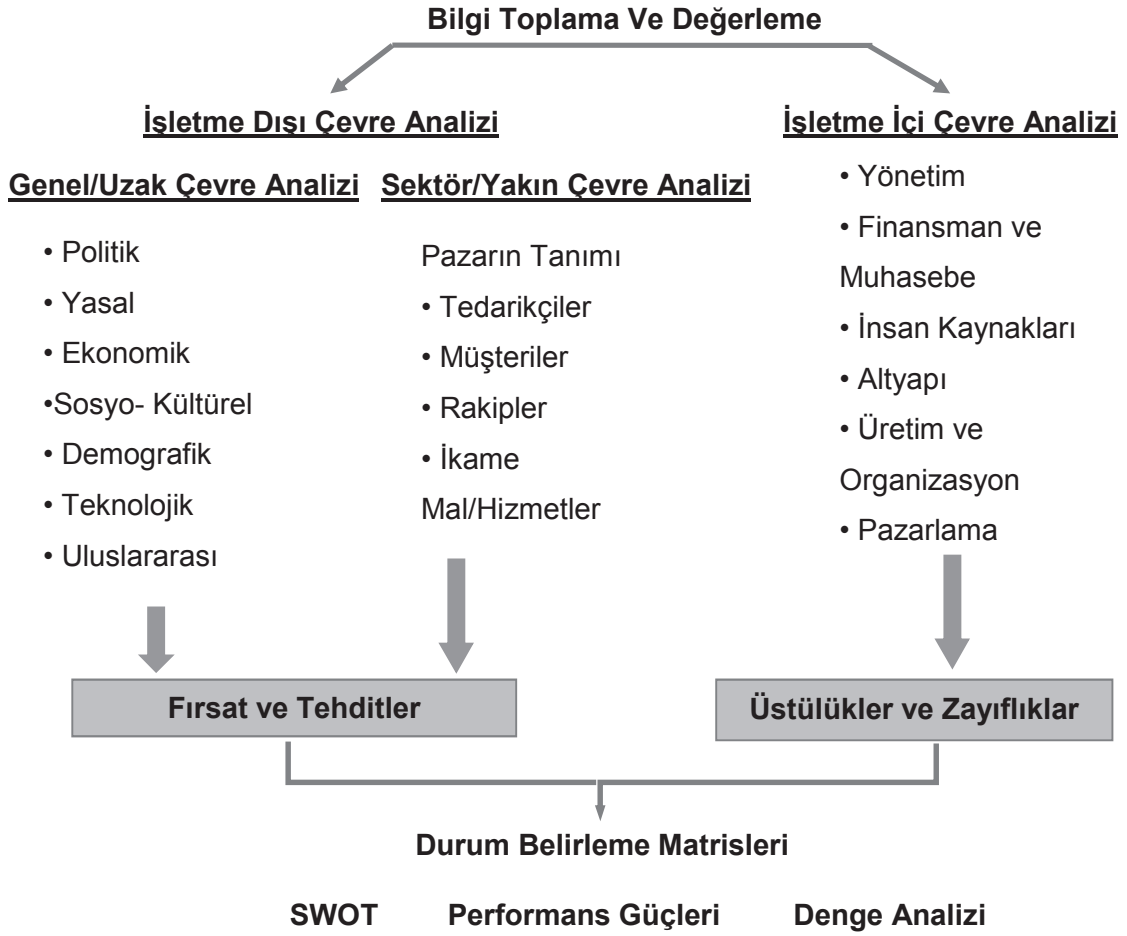 Bilgi Toplama Ve Değerleme
İşletme Dışı Çevre Analizi
Genel/Uzak Çevre Analizi
• Politik
• Yasal
• Ekonomik
•Sosyo- Kültürel
• Demografik
• Teknolojik
• Uluslararası
Sektör/Yakın Çevre Analizi
Pazarın Tanımı
• Tedarikçiler
• Müşteriler
• Rakipler
• İkame
Mal/Hizmetler
İşletme İçi Çevre Analizi
• Yönetim
• Finansman ve
Muhasebe
• İnsan Kaynakları
• Altyapı
• Üretim ve
Organizasyon
• Pazarlama
Fırsat ve Tehditler
Üstülükler ve Zayıflıklar
Durum Belirleme Matrisleri
SWOT Performans Güçleri Denge Analizi